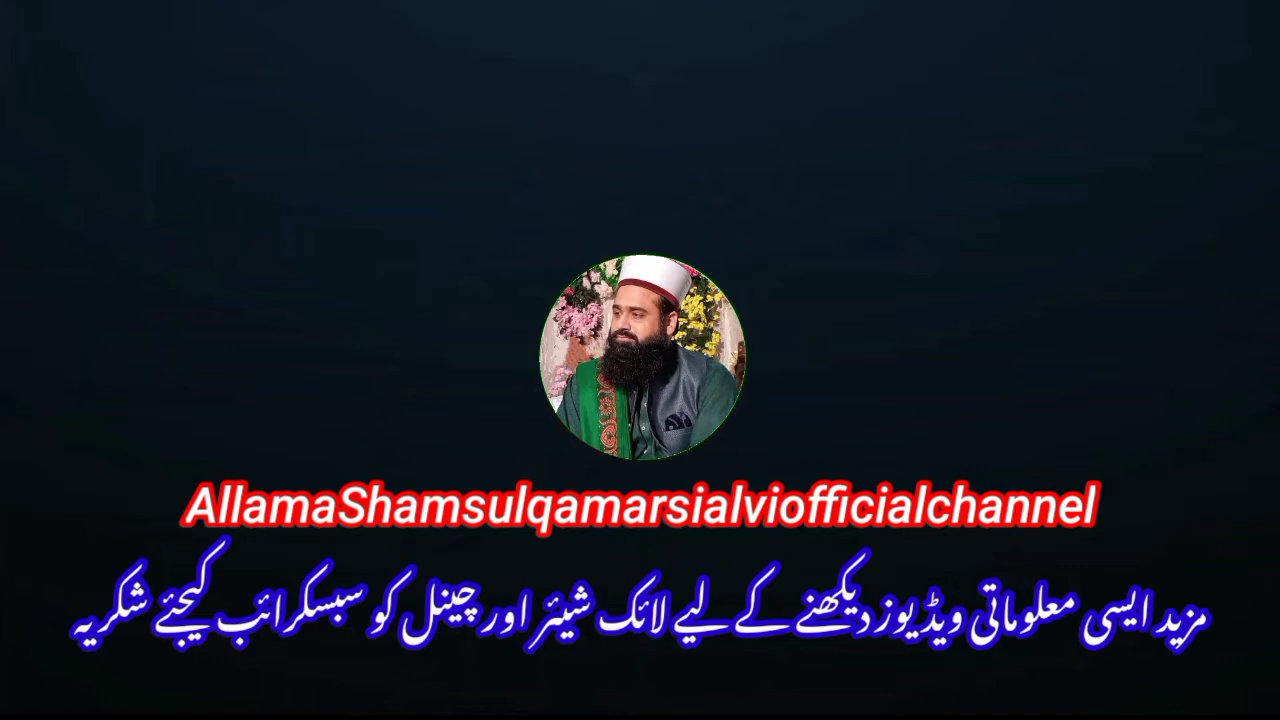 AllamaShamsulqamarsialviofficialchannel
مزید ایسی معلوماتی ویڈیوز دیکھنے کے لیے لائک شیئر اور چینل کو سبسکرائب کیجئے شکریہ